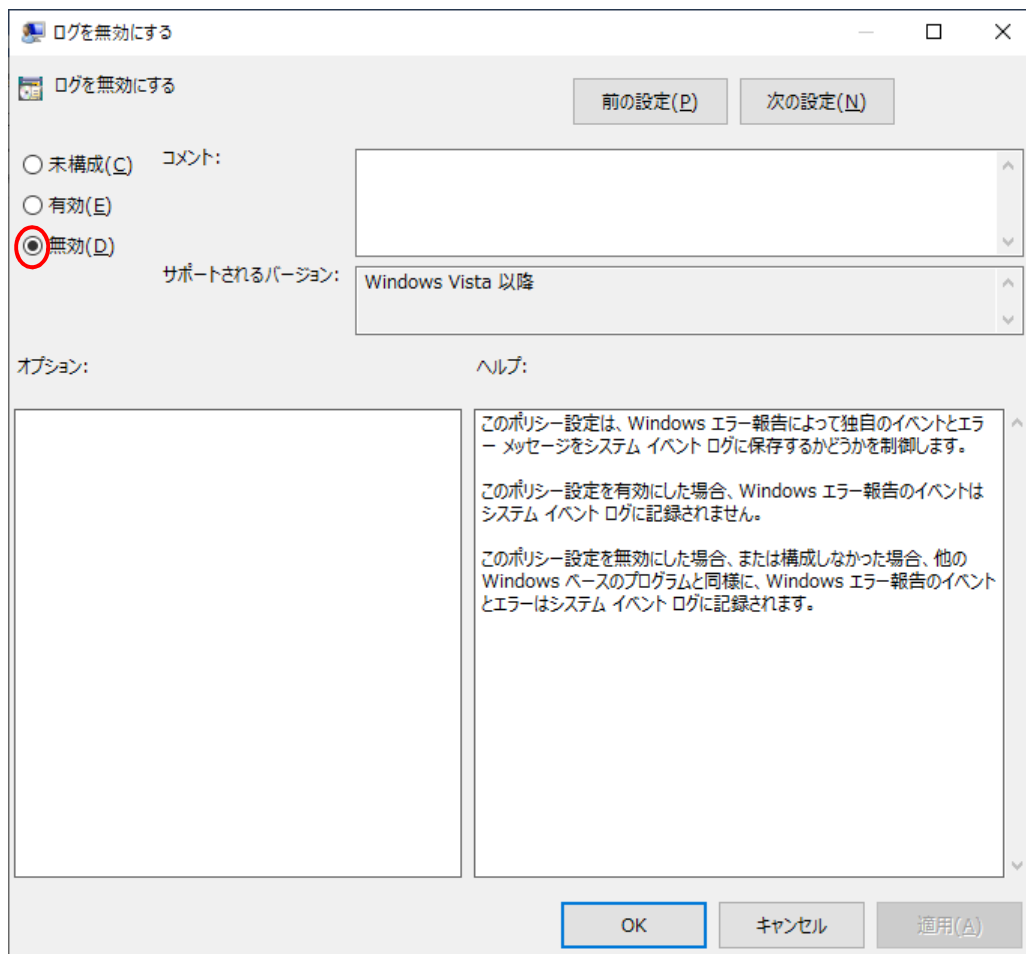 ログを無効にする
ログを無効にする
前の設定(P)
次の設定(N)
未構成(C)
コメント:
有効(E)
無効(D)
サポートされるバージョン:
Windows Vista 以降
オプション:
ヘルプ:
このポリシー設定は、Windows エラー報告によって独自のイベントとエラ
ー メッセージをシステム イベント ログに保存するかどうかを制御します。
このポリシー設定を有効にした場合、Windows エラー報告のイベントは
システム イベント ログに記録されません。
このポリシー設定を無効にした場合、または構成しなかった場合、他の
Windows ベースのプログラムと同様に、Windows エラー報告のイベント
とエラーはシステム イベント ログに記録されます。
OK
キャンセル
適用(A)